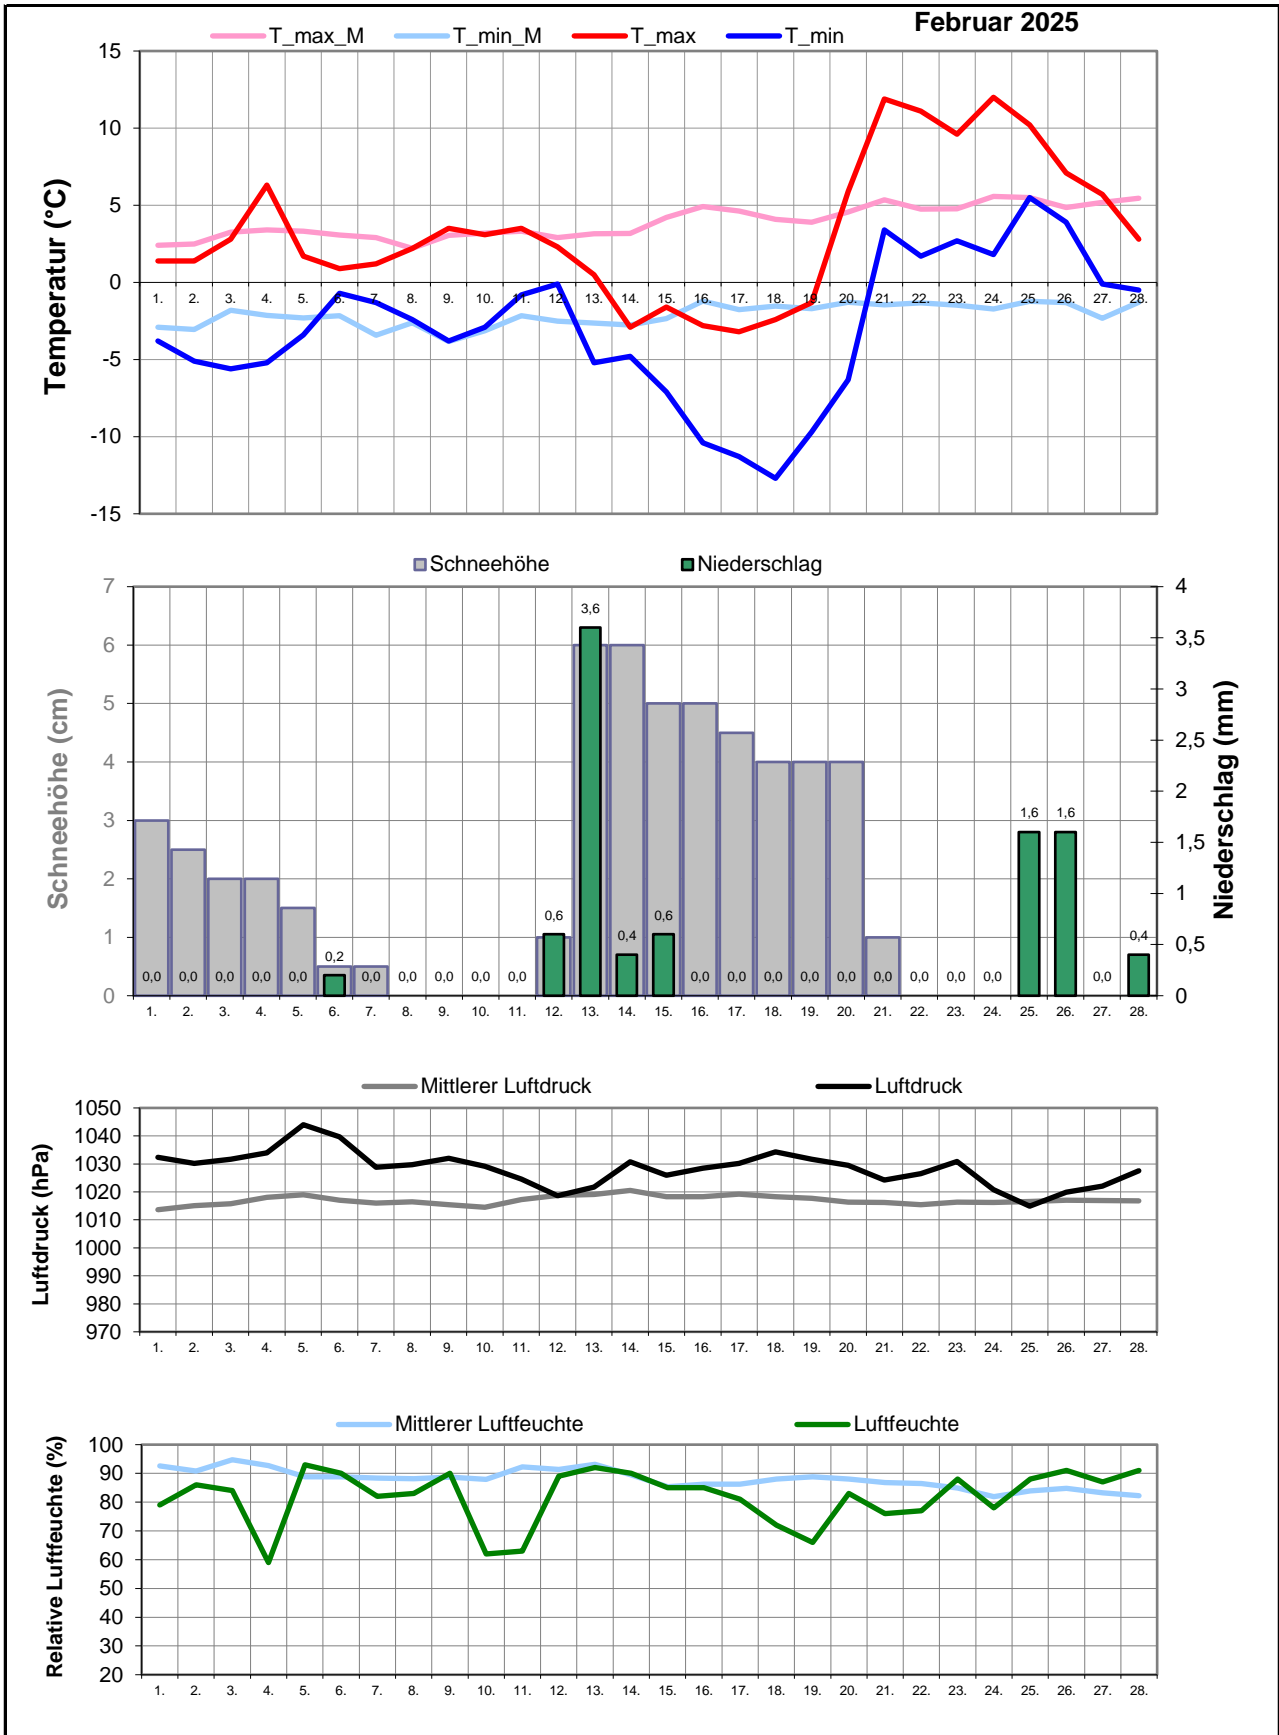 Februar 2025
T_max_M T_min_M T_max T_min
15
10
5
0
-5
-10
-15
Temperatur (°C)
1. 2. 3. 4. 5. 6. 7. 8. 9. 10. 11. 12. 13. 14. 15. 16. 17. 18. 19. 20. 21. 22. 23. 24. 25. 26. 27. 28.
Schneehöhe Niederschlag
7
6
5
4
3
2
1
0
Schneehöhe (cm)
4
3,5
3
2,5
2
1,5
1
0,5
0
Niederschlag (mm)
0,0 0,0 0,0 0,0 0,0 0,2 0,0 0,0 0,0 0,0 0,0 0,6 3,6 0,4 0,6 0,0 0,0 0,0 0,0 0,0 0,0 0,0 0,0 0,0 1,6 1,6 0,0 0,4
1. 2. 3. 4. 5. 6. 7. 8. 9. 10. 11. 12. 13. 14. 15. 16. 17. 18. 19. 20. 21. 22. 23. 24. 25. 26. 27. 28.
Mittlerer Luftdruck Luftdruck
1050
1040
1030
1020
1010
1000
990
980
970
Luftdruck (hPa)
1. 2. 3. 4. 5. 6. 7. 8. 9. 10. 11. 12. 13. 14. 15. 16. 17. 18. 19. 20. 21. 22. 23. 24. 25. 26. 27. 28.
Mittlerer Luftfeuchte Luftfeuchte
100
90
80
70
60
50
40
30
20
Relative Luftfeuchte (%)
1. 2. 3. 4. 5. 6. 7. 8. 9. 10. 11. 12. 13. 14. 15. 16. 17. 18. 19. 20. 21. 22. 23. 24. 25. 26. 27. 28.